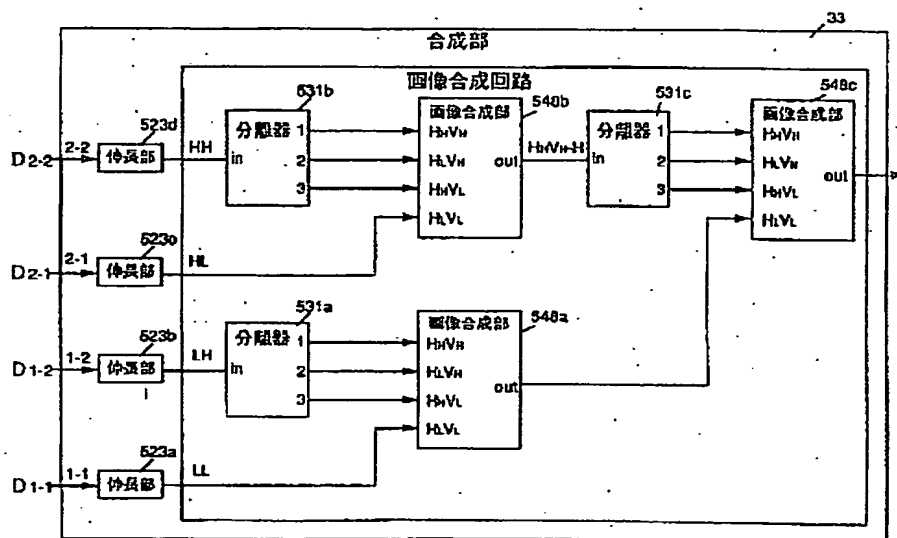 33
合成部
画像合成回路
D2-2
2-2
523d
伸長部
HH
531b
分離器
in
1
2
3
548b
画像合成部
HHVH
HLVH
HHVL
HLVL
out
HHVH-H
531c
分離器
in
1
2
3
548c
画像合成部
HHVH
HLVH
HHVL
HLVL
out
D2-1
2-1
523c
伸長部
HL
D1-2
1-2
523b
伸長部
LH
531a
分離器
in
1
2
3
548a
画像合成部
HHVH
HLVH
HHVL
HLVL
out
D1-1
1-1
523a
伸長部
LL